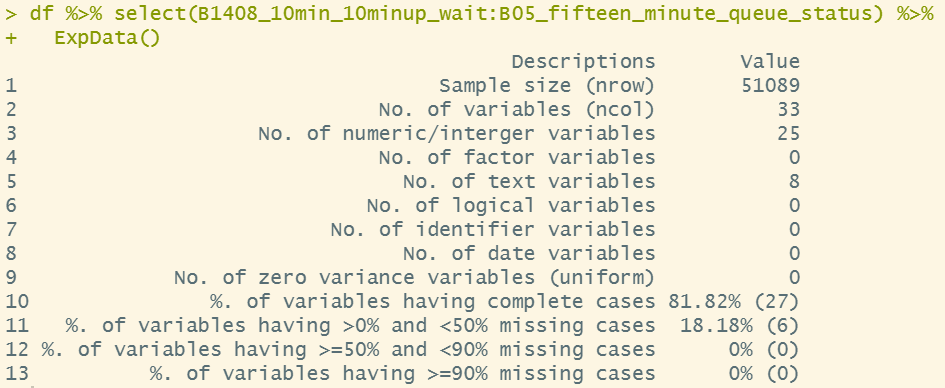 > df %>% select(B1408_10min_10minup_wait:B05_fifteen_minute_queue_status) %>%
+   ExpData()
                                          Descriptions       Value
1                                   Sample size (nrow)       51089
2                              No. of variables (ncol)          33
3                    No. of numeric/interger variables          25
4                              No. of factor variables           0
5                                No. of text variables           8
6                             No. of logical variables           0
7                          No. of identifier variables           0
8                                No. of date variables           0
9             No. of zero variance variables (uniform)           0
10               %. of variables having complete cases 81.82% (27)
11   %. of variables having >0% and <50% missing cases  18.18% (6)
12 %. of variables having >=50% and <90% missing cases      0% (0)
13          %. of variables having >=90% missing cases      0% (0)